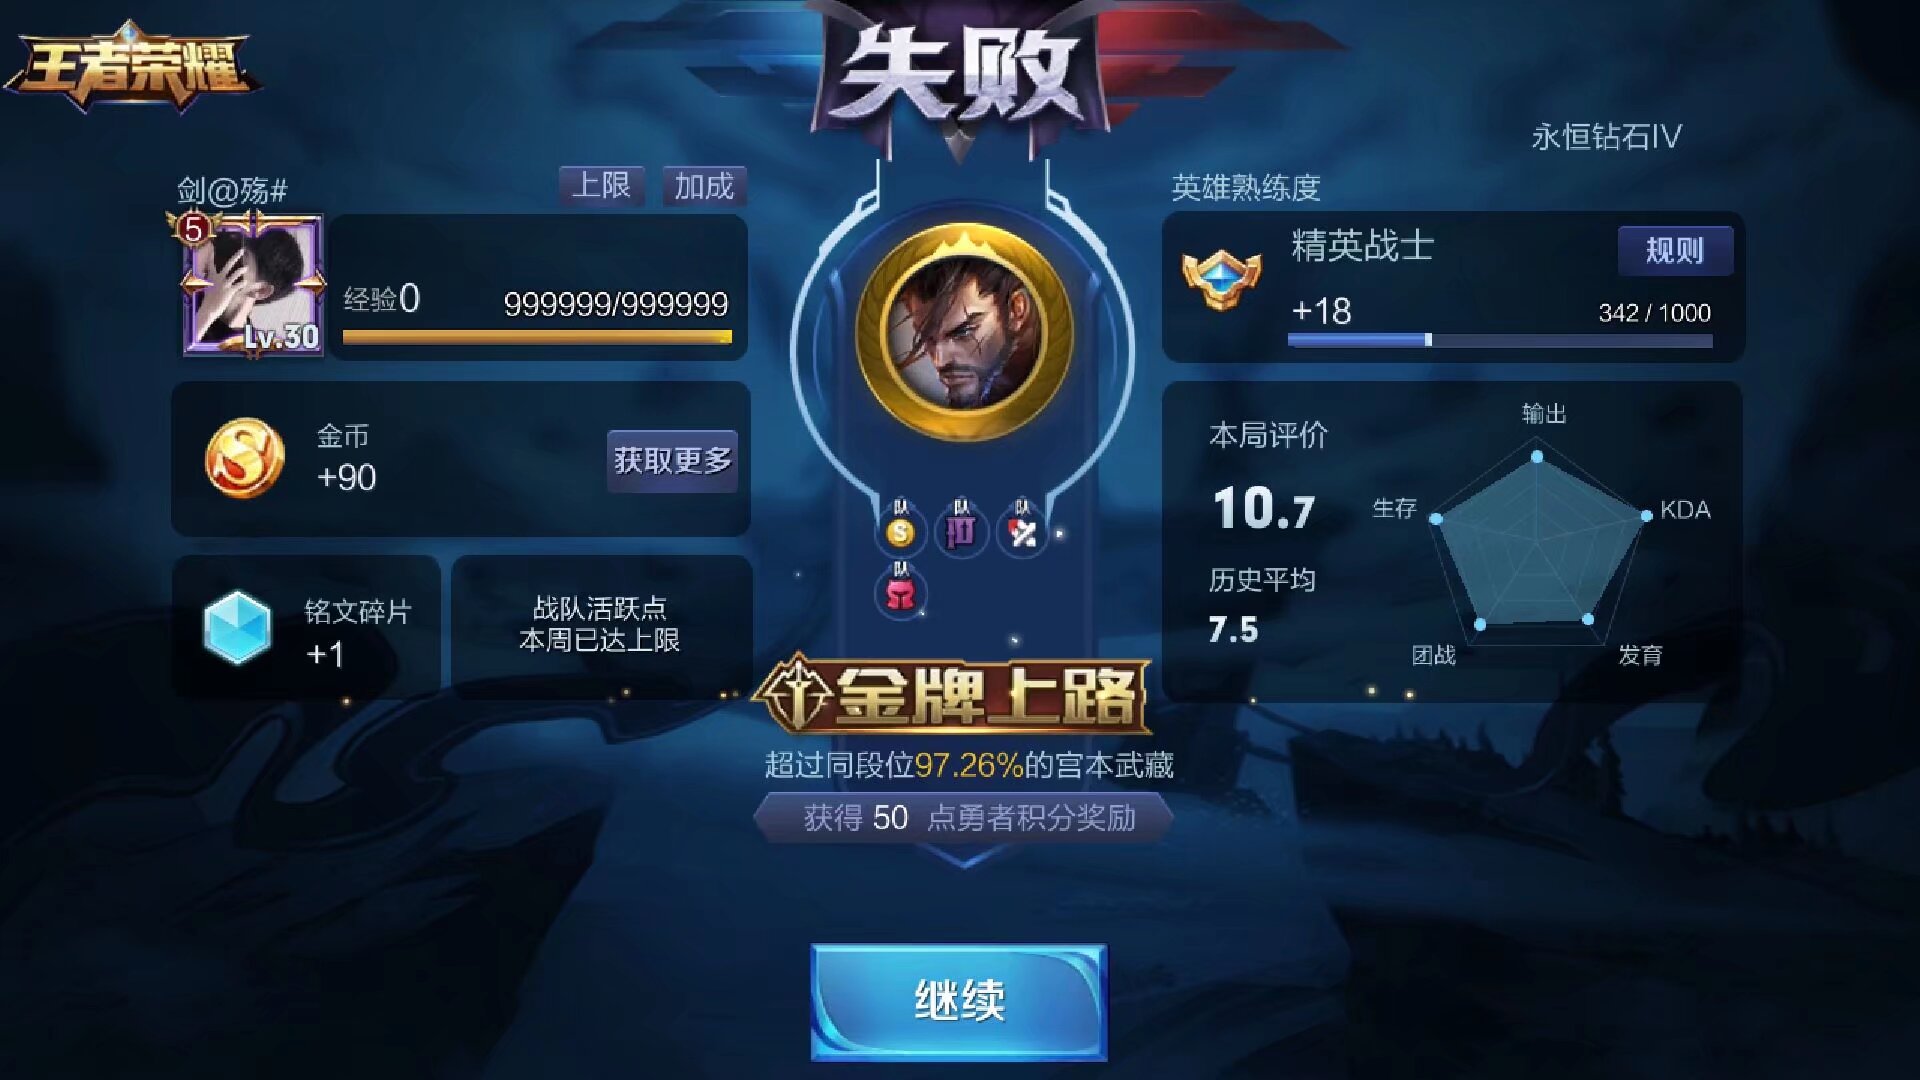 王者荣耀
失败
永恒钻石IV
剑@殇#
上限
加成
5
Lv.30
经验0
999999/999999
金币
+90
获取更多
铭文碎片
+1
战队活跃点
本周已达上限
队
S
队
队
队
金牌上路
超过同段位97.26%的宫本武藏
获得 50 点勇者积分奖励
继续
英雄熟练度
精英战士
规则
+18
342 / 1000
本局评价
10.7
历史平均
7.5
输出
生存
KDA
团战
发育